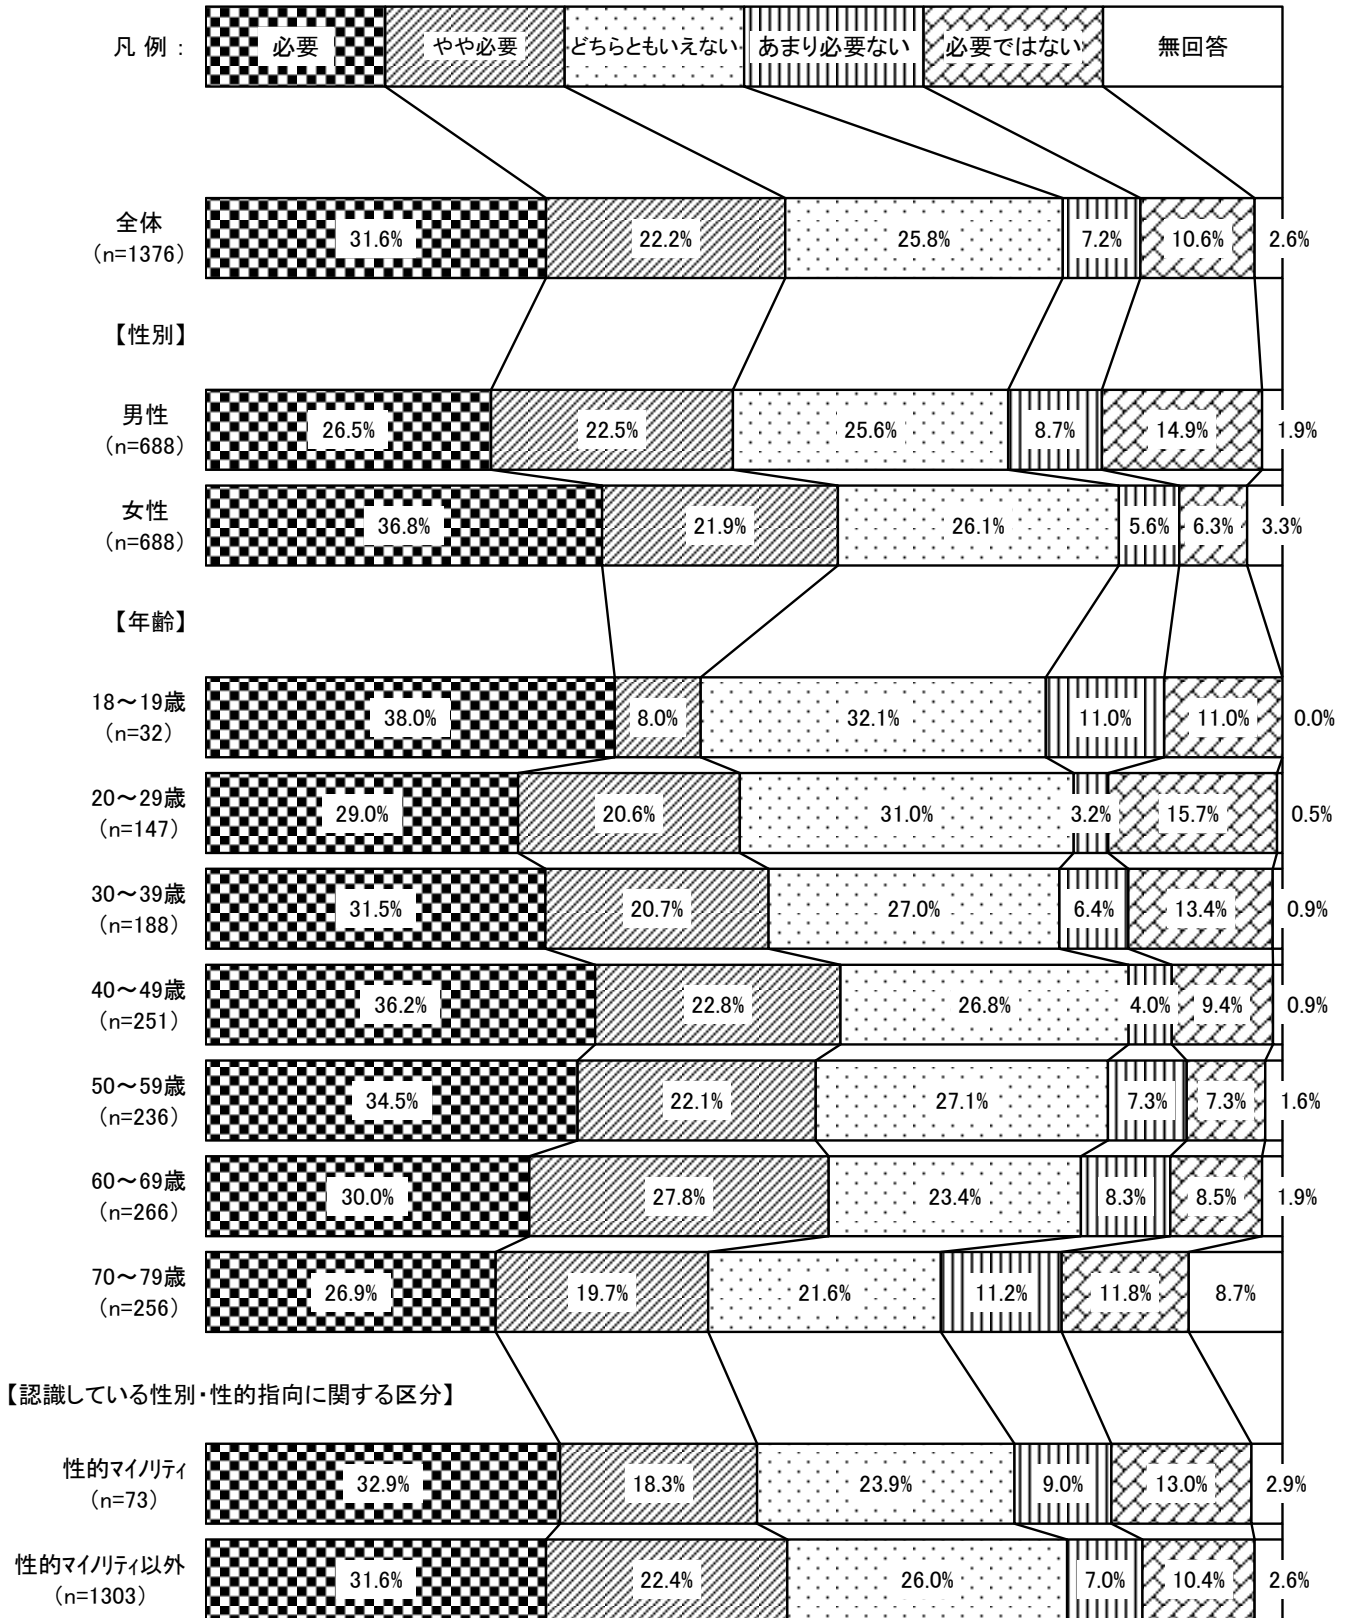 凡 例 : 必要 やや必要 どちらともいえない あまり必要ない 必要ではない 無回答
全体
(n=1376)
31.6% 22.2% 25.8% 7.2% 10.6% 2.6%
【性別】
男性
(n=688)
26.5% 22.5% 25.6% 8.7% 14.9% 1.9%
女性
(n=688)
36.8% 21.9% 26.1% 5.6% 6.3% 3.3%
【年齢】
18～19歳
(n=32)
38.0% 8.0% 32.1% 11.0% 11.0% 0.0%
20～29歳
(n=147)
29.0% 20.6% 31.0% 3.2% 15.7% 0.5%
30～39歳
(n=188)
31.5% 20.7% 27.0% 6.4% 13.4% 0.9%
40～49歳
(n=251)
36.2% 22.8% 26.8% 4.0% 9.4% 0.9%
50～59歳
(n=236)
34.5% 22.1% 27.1% 7.3% 7.3% 1.6%
60～69歳
(n=266)
30.0% 27.8% 23.4% 8.3% 8.5% 1.9%
70～79歳
(n=256)
26.9% 19.7% 21.6% 11.2% 11.8% 8.7%
【認識している性別・性的指向に関する区分】
性的マイノリティ
(n=73)
32.9% 18.3% 23.9% 9.0% 13.0% 2.9%
性的マイノリティ以外
(n=1303)
31.6% 22.4% 26.0% 7.0% 10.4% 2.6%